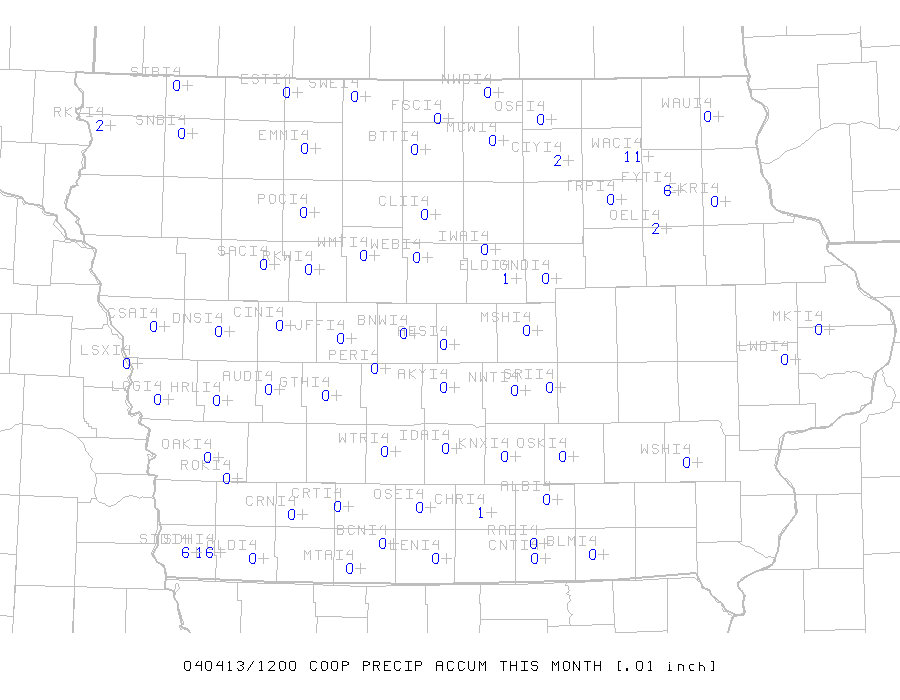 SIBI4 ESTI4 SWEI4 NWDI4
0 0 0 0
FSCI4 OSAI4 WAUI4
0 0 0
RKVI4 SNBI4 EMMI4 BTTI4 MCWI4 CIYI4 WACI4
2 0 0 0 0 2 11
TRPI4 FYTI4 EKRI4
0 6 0
POCI4 CLII4 OELI4
0 0 2
SACI4 RKWI4 WMTI4 WEBI4 IWAI4
0 0 0 0 0
ELDI4 GNDI4
1 0
CSAI4 DNSI4 CINI4 JFFI4 BNWI4 MSHI4 MKTI4
0 0 0 0 0 0 0 0
LSXI4 PERI4 LWDI4
0 0 0
LOGI4 HRLI4 AUDI4 GTHI4 AKYI4 NWTI4 GRII4
0 0 0 0 0 0 0
OAKI4 WTRI4 IDAI4 KNXI4 OSKI4 WSHI4
0 0 0 0 0 0
ROKI4
0
CRNI4 CRTI4 OSEI4 CHRI4 ALBI4
0 0 0 1 0
BCNI4 LENI4 CNTI4 BLMI4
6 16 0 0 0 0 0 0
MTAI4
0
040413/1200 COOP PRECIP ACCUM THIS MONTH [.01 inch]